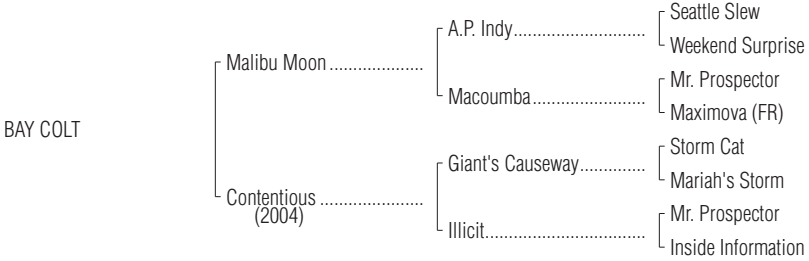 Seattle Slew
A.P. Indy..............................
Weekend Surprise
Malibu Moon .....................
Mr. Prospector
Macoumba..........................
Maximova (FR)
BAY COLT
Storm Cat
Giant's Causeway...............
Mariah's Storm
Contentious .......................
(2004)
Mr. Prospector
Illicit.....................................
Inside Information